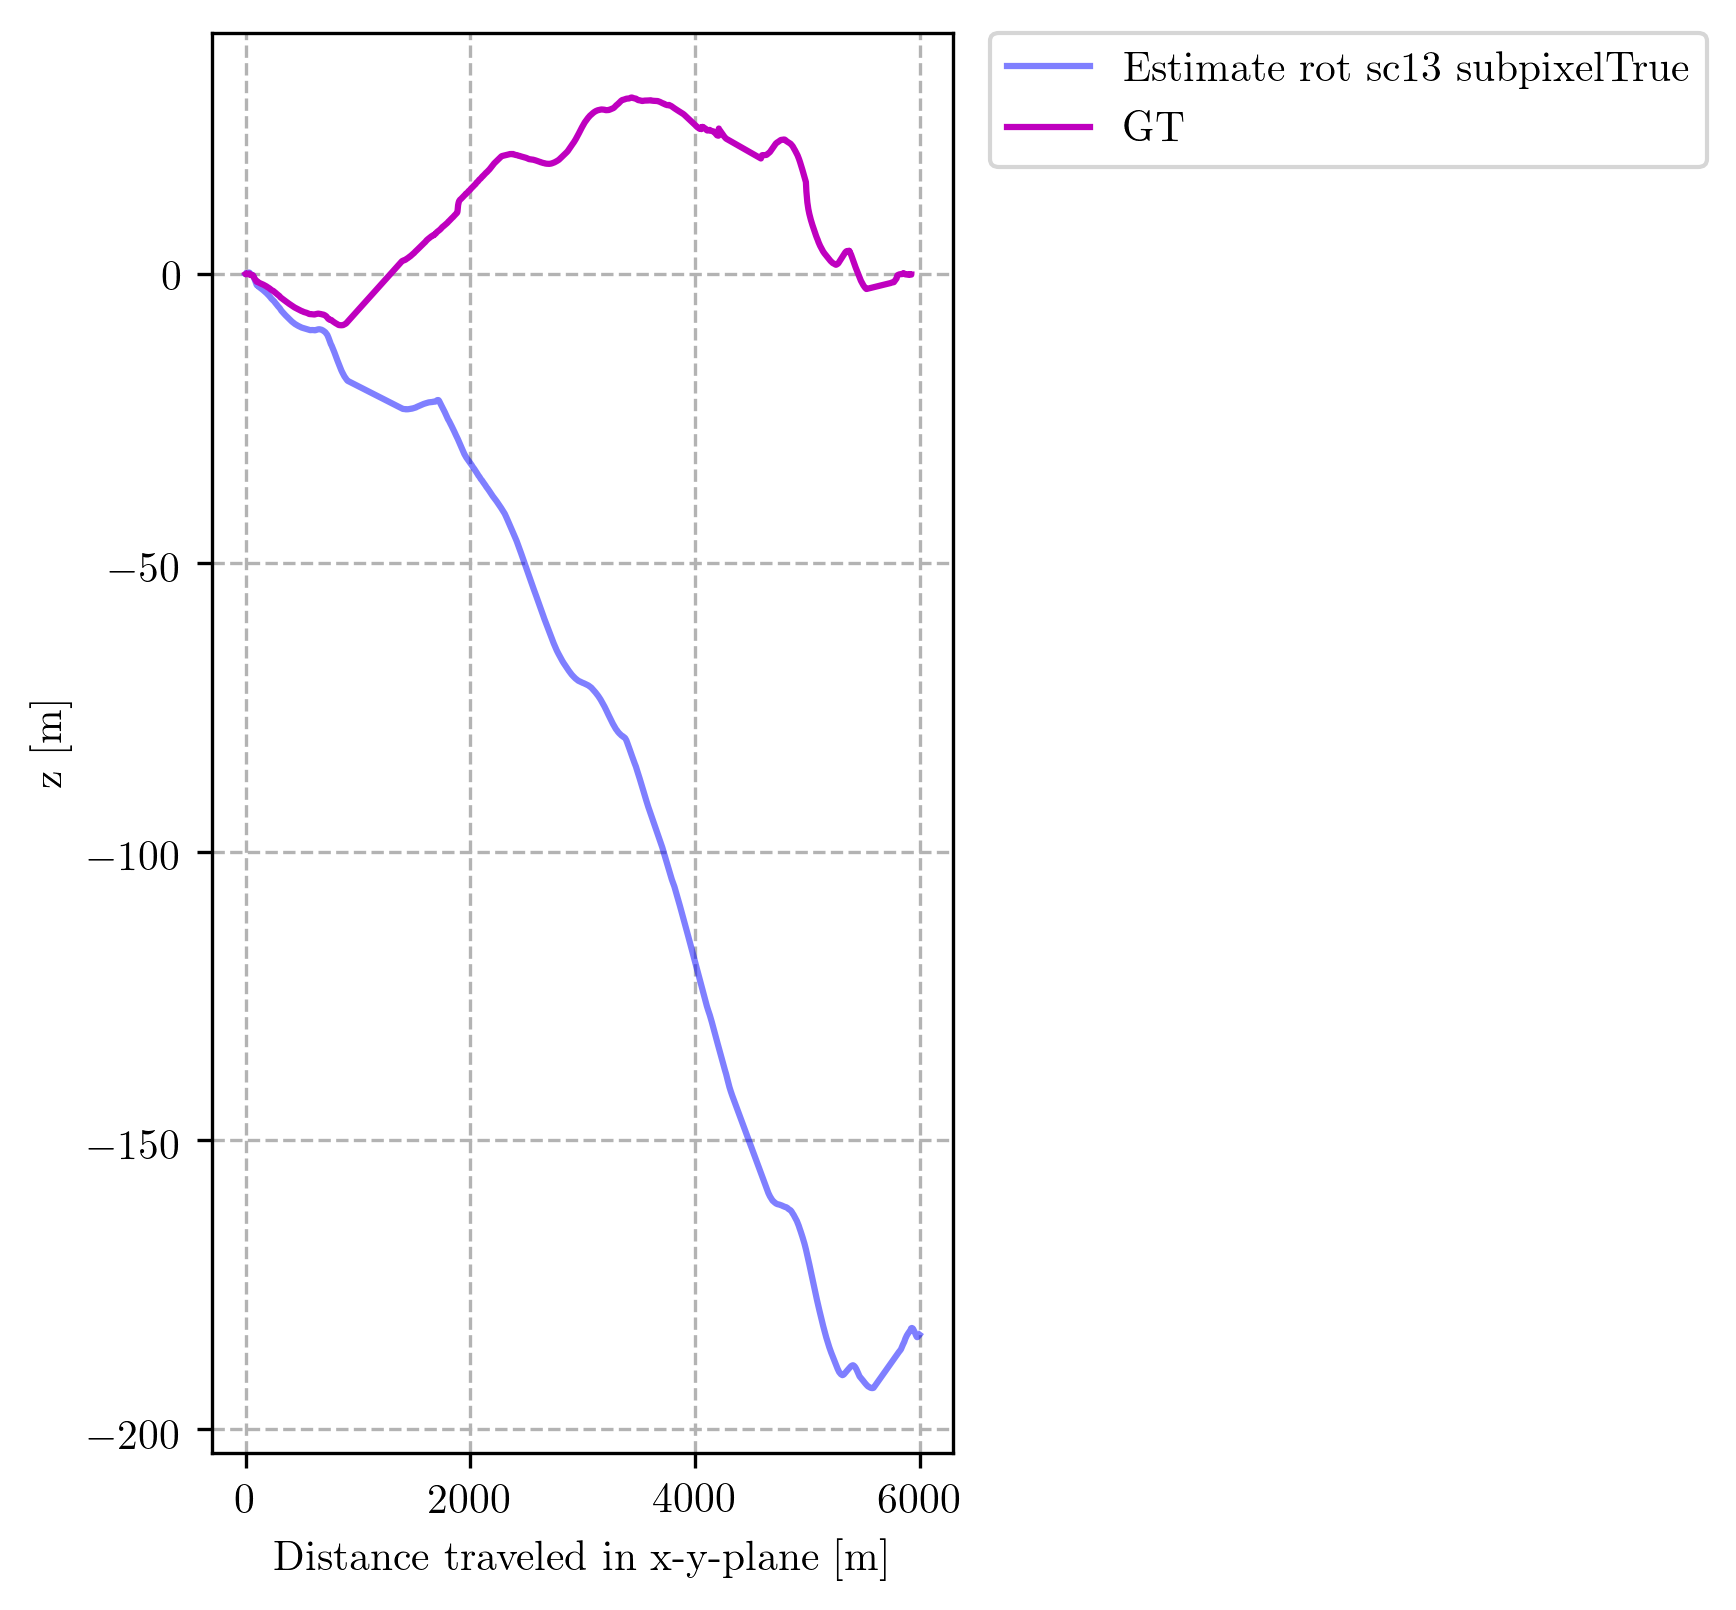 Estimate rot sc13 subpixelTrue
GT
0
−50
−100
−150
−200
z [m]
0 2000 4000 6000
Distance traveled in x-y-plane [m]